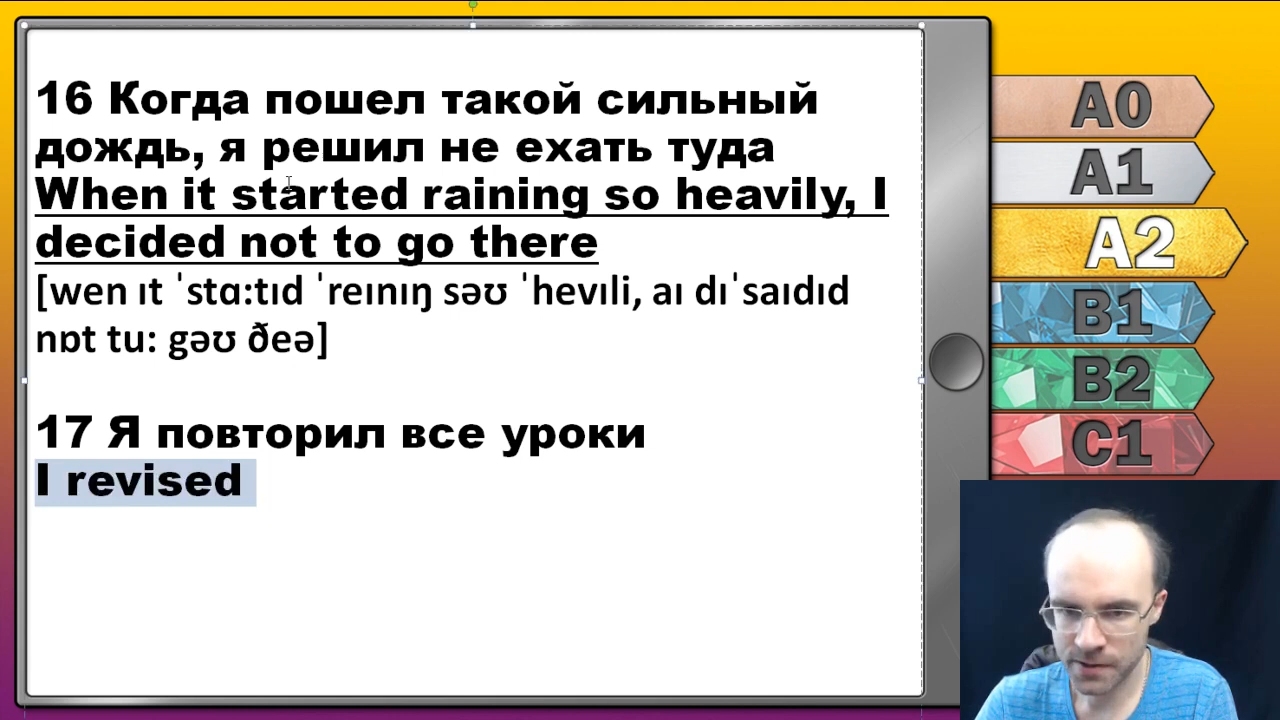 16 Когда пошел такой сильный
дождь, я решил не ехать туда
When it started raining so heavily, I
decided not to go there
[wen ɪt ˈstɑ:tɪd ˈreɪnɪŋ səʊ ˈhevɪli, aɪ dɪˈsaɪdɪd
nɒt tu: gəʊ ðeə]
17 Я повторил все уроки
I revised
A0
A1
A2
B1
B2
C1